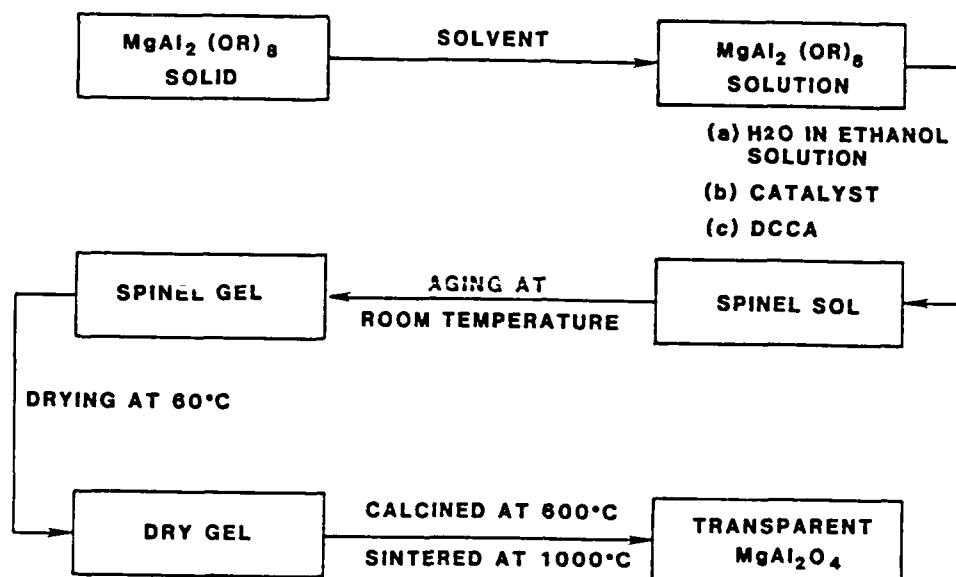 MgAl₂ (OR)₈
SOLID
SOLVENT
MgAl₂ (OR)₈
SOLUTION
(a) H2O IN ETHANOL
SOLUTION
(b) CATALYST
(c) DCCA
SPINEL GEL
AGING AT
ROOM TEMPERATURE
SPINEL SOL
DRYING AT 60°C
DRY GEL
CALCINED AT 600°C
SINTERED AT 1000°C
TRANSPARENT
MgAl₂O₄